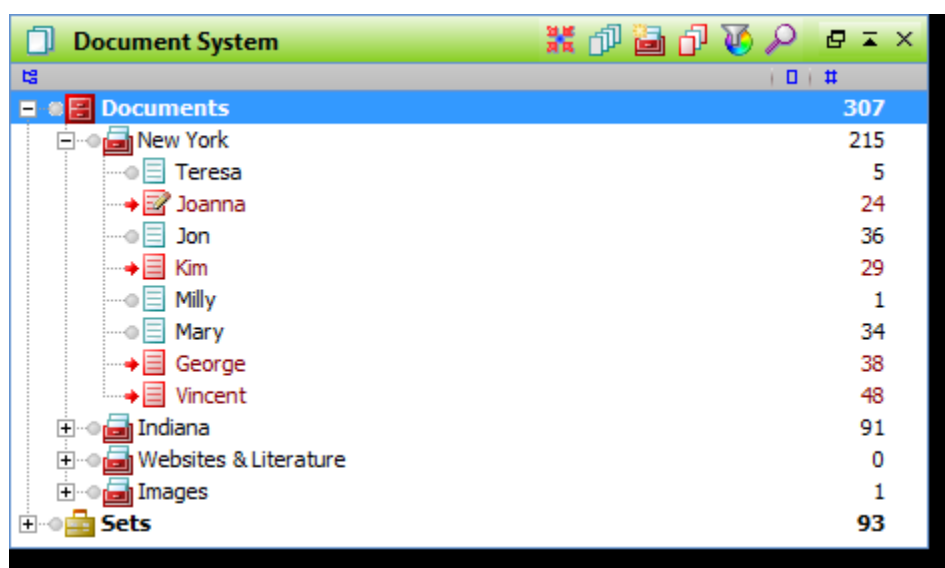 Document System
#
Documents 307
New York 215
Teresa 5
Joanna 24
Jon 36
Kim 29
Milly 1
Mary 34
George 38
Vincent 48
Indiana 91
Websites & Literature 0
Images 1
Sets 93